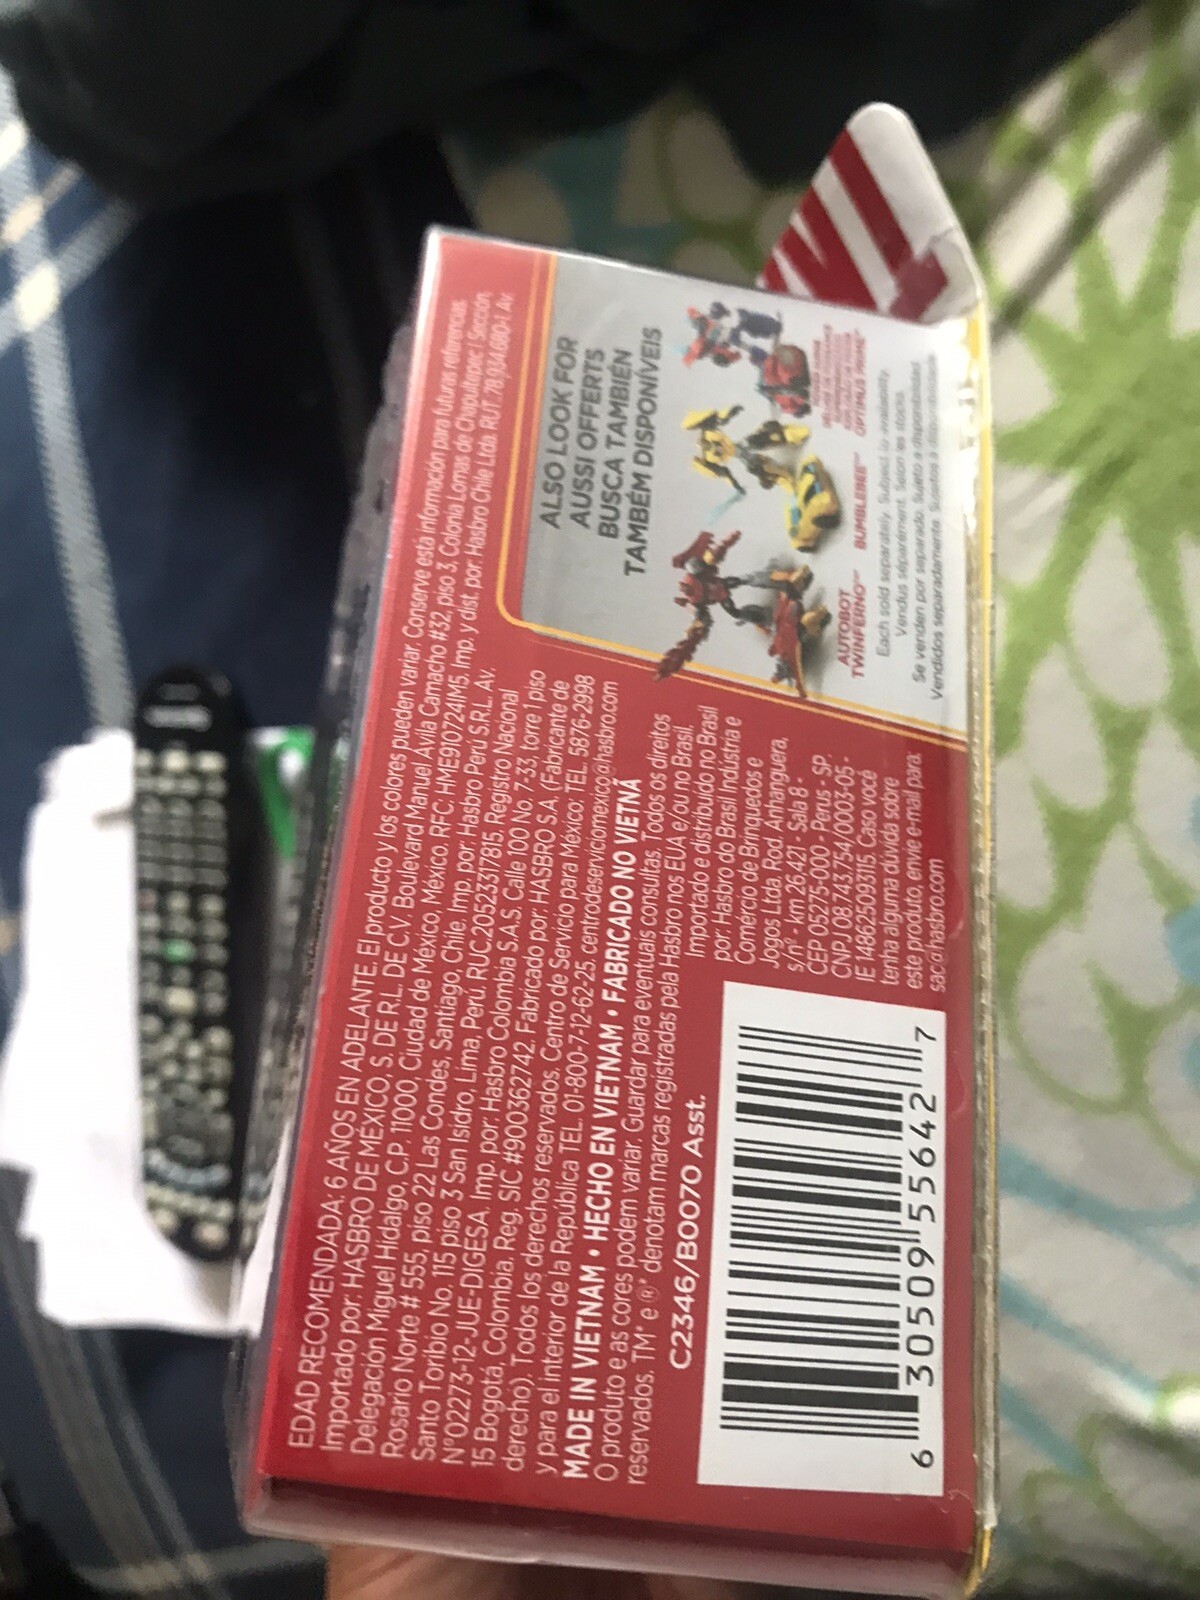 EDAD RECOMENDADA: 6 AÑOS EN ADELANTE. El producto y los colores pueden variar. Conserve esta información para futuras referencias.
Importado por: HASBRO DE MÉXICO, S. DE R.L. DE C.V. Boulevard Manuel Ávila Camacho #32, piso 3, Colonia Lomas de Chapultepec I Sección,
Delegación Miguel Hidalgo, C.P. 11000, Ciudad de México, México. RFC: HME910724IM5. Imp. y dist. por: Hasbro Chile Ltda. RUT: 78.934.680-1. Av.
Rosario Norte # 555, piso 22 Las Condes, Santiago, Chile. Imp. por: Hasbro Perú S.R.L. Av.
Santo Toribio No. 115 piso 3 San Isidro, Lima, Perú. RUC.20523317815. Registro Nacional
N°02273-12-JUE-DIGESA. Imp. por: Hasbro Colombia S.A.S. Calle 100 No. 7-33, torre 1 piso
15 Bogotá, Colombia. Reg. SIC #900362742. Fabricado por: HASBRO S.A. (Fabricante de
derecho). Todos los derechos reservados. Centro de Servicio para México: TEL. 5876-2998
y para el interior de la República TEL. 01-800-7-12-62-25. centrodeserviciomexico@hasbro.com
MADE IN VIETNAM • HECHO EN VIETNAM • FABRICADO NO VIETNÃ
O produto e as cores podem variar. Guardar para eventuais consultas. Todos os direitos
reservados. TM* e ®* denotam marcas registradas pela Hasbro nos EUA e/ou no Brasil.
C2346/B0070 Asst.
Importado e distribuído no Brasil
por: Hasbro do Brasil Indústria e
Comércio de Brinquedos e
Jogos Ltda. Rod. Anhanguera,
s/nº - km 26,421 - Sala 8 -
CEP 05275-000 - Perus - SP.
CNPJ 08.743.754/0003-05 -
IE 148625093115. Caso você
tenha alguma dúvida sobre
este produto, envie e-mail para:
sac@hasbro.com
6 30509 55642 7
ALSO LOOK FOR
AUSSI OFFERTS
BUSCA TAMBIÉN
TAMBÉM DISPONÍVEIS
AUTOBOT
TWINFERNO™
BUMBLEBEE™
OPTIMUS PRIME™
Each sold separately. Subject to availability.
Vendus séparément. Selon les stocks.
Se venden por separado. Sujeto a disponibilidad.
Vendidos separadamente. Sujeitos à disponibilidade.